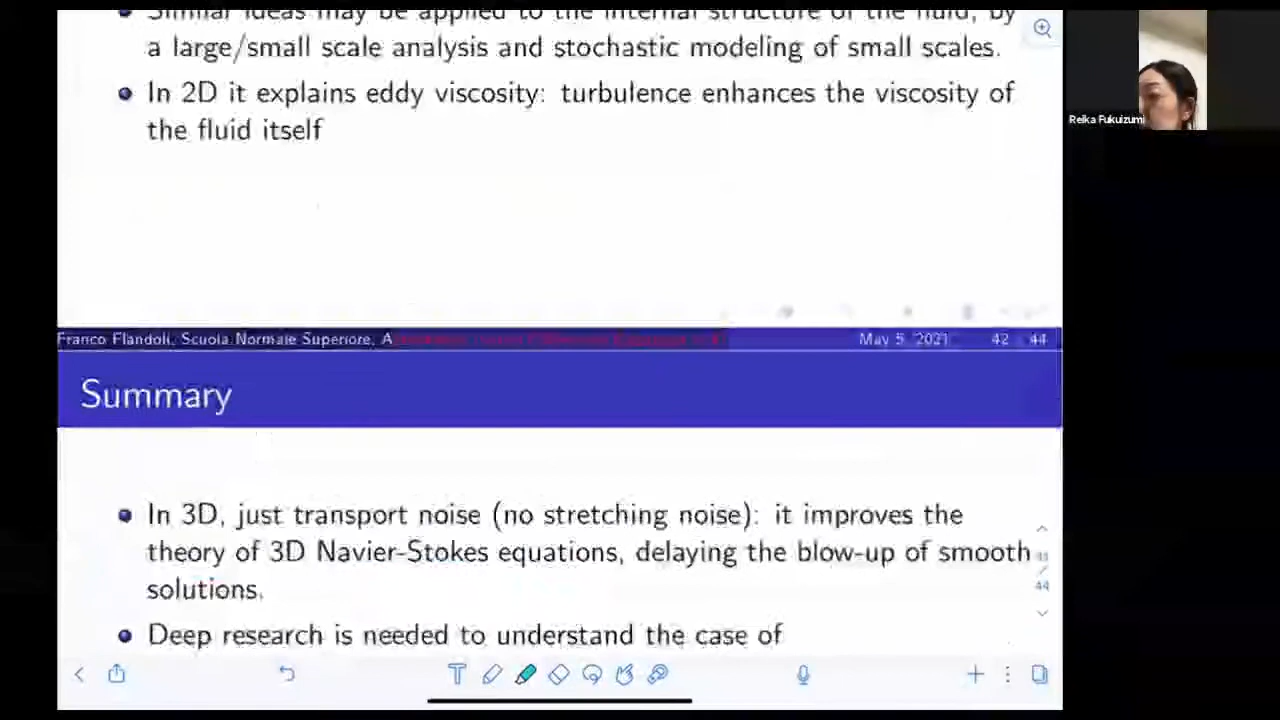 Similar ideas may be applied to the internal structure of the fluid, by
a large/small scale analysis and stochastic modeling of small scales.
In 2D it explains eddy viscosity: turbulence enhances the viscosity of
the fluid itself
Reika Fukuizumi
Franco Flandoli, Scuola Normale Superiore, A
May 5, 2021
42 44
Summary
In 3D, just transport noise (no stretching noise): it improves the
theory of 3D Navier-Stokes equations, delaying the blow-up of smooth
solutions.
44
Deep research is needed to understand the case of